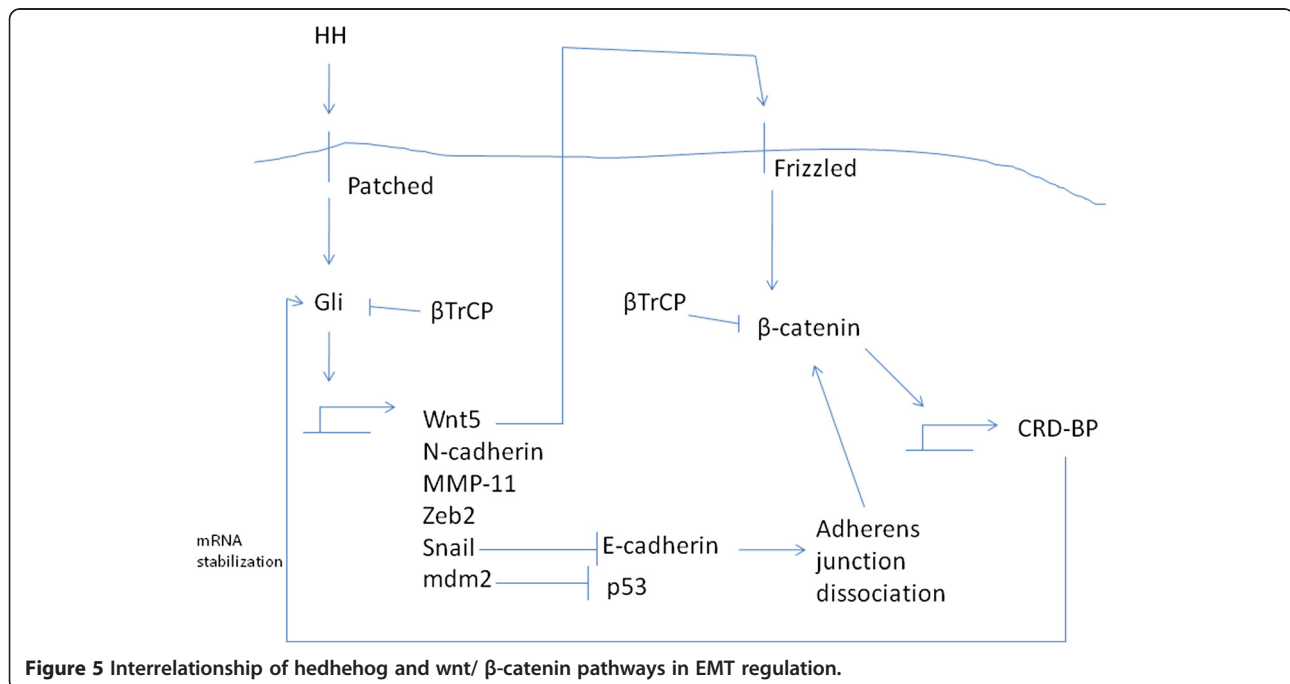 HH
Patched
Frizzled
Gli
βTrCP
βTrCP
β-catenin
Wnt5
N-cadherin
MMP-11
Zeb2
Snail
mdm2
E-cadherin
p53
Adherens
junction
dissociation
CRD-BP
mRNA
stabilization
Figure 5 Interrelationship of hedhehog and wnt/ β-catenin pathways in EMT regulation.